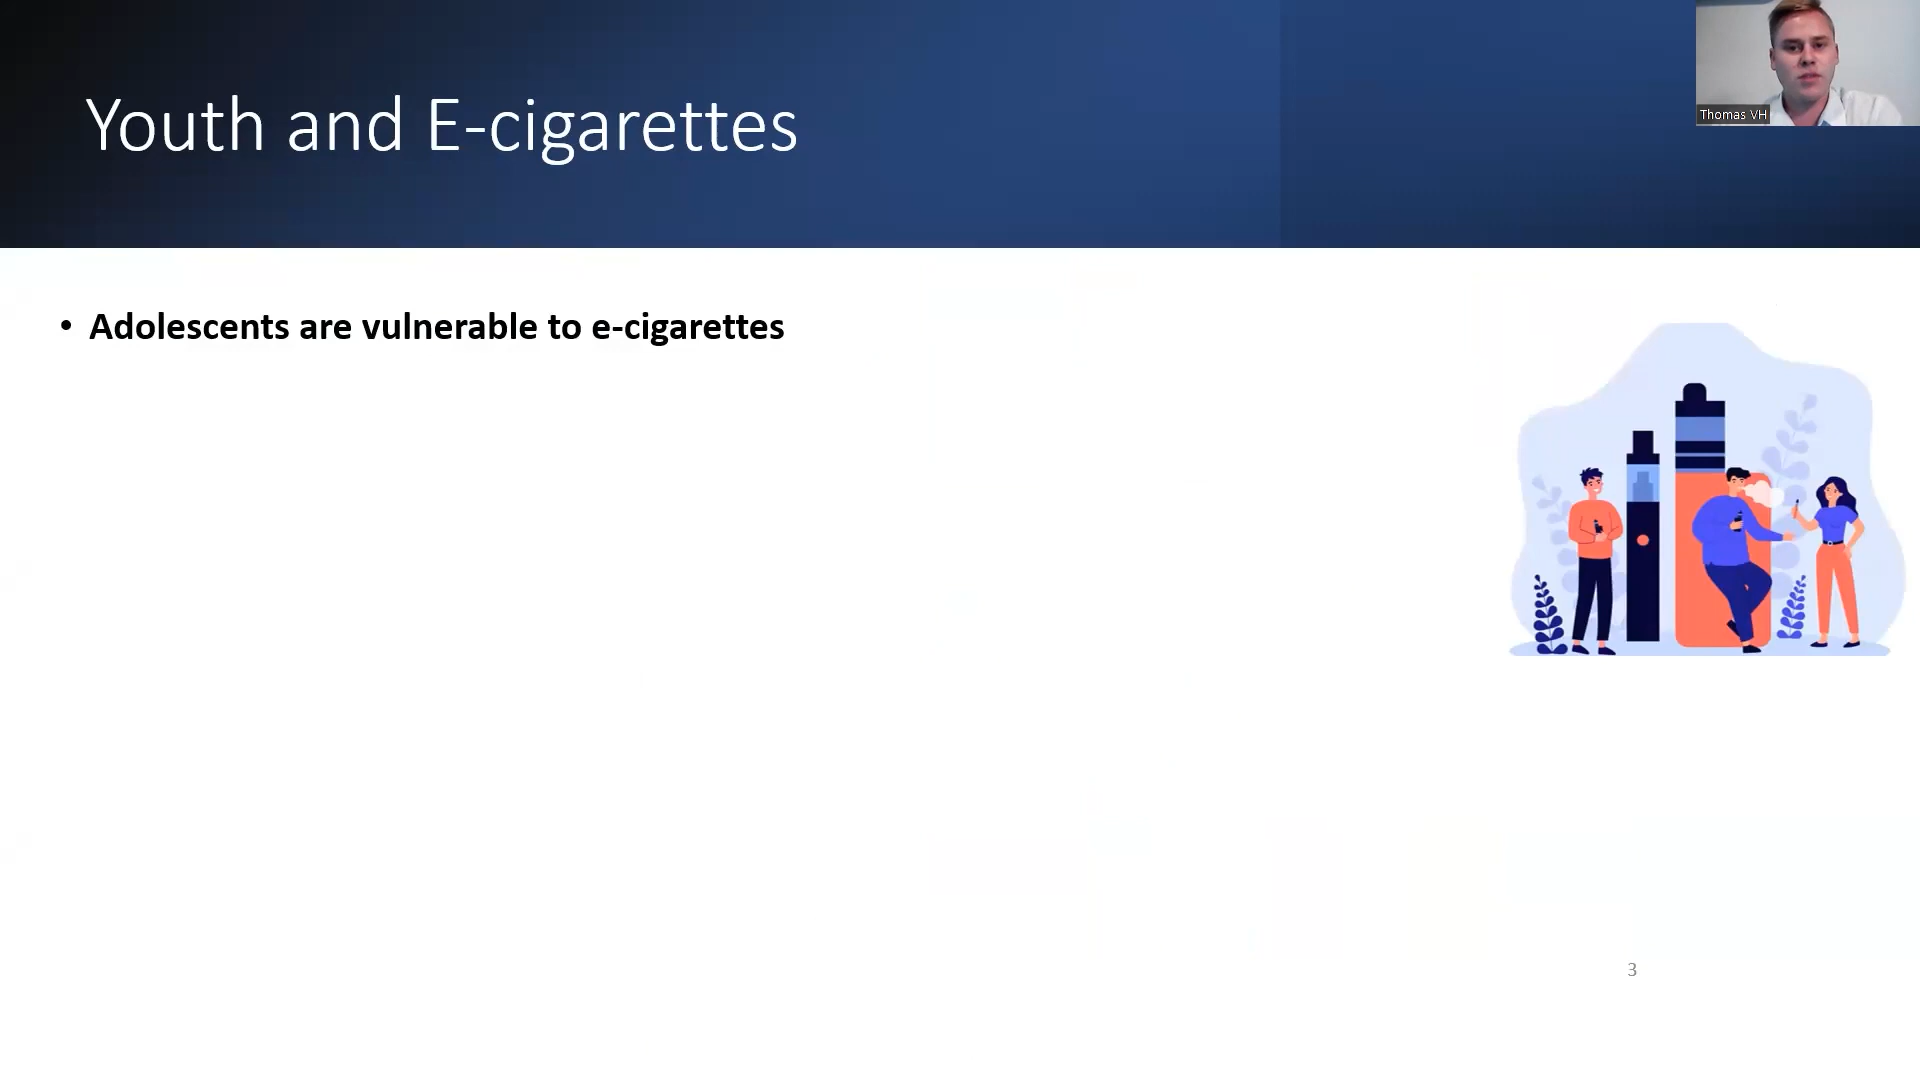 Youth and E-cigarettes
Thomas VH
• Adolescents are vulnerable to e-cigarettes
3